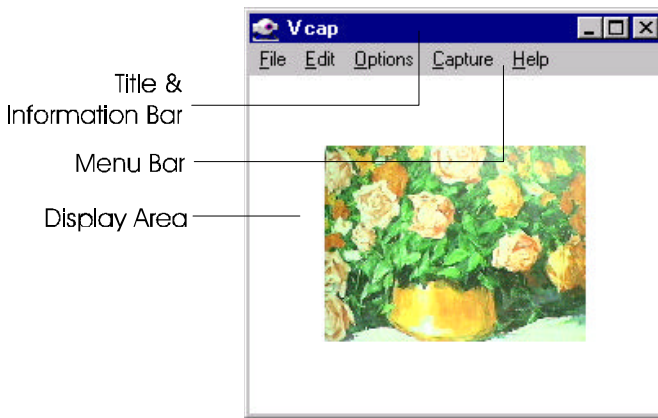 Vcap
File Edit Options Capture Help
Title &
Information Bar
Menu Bar
Display Area